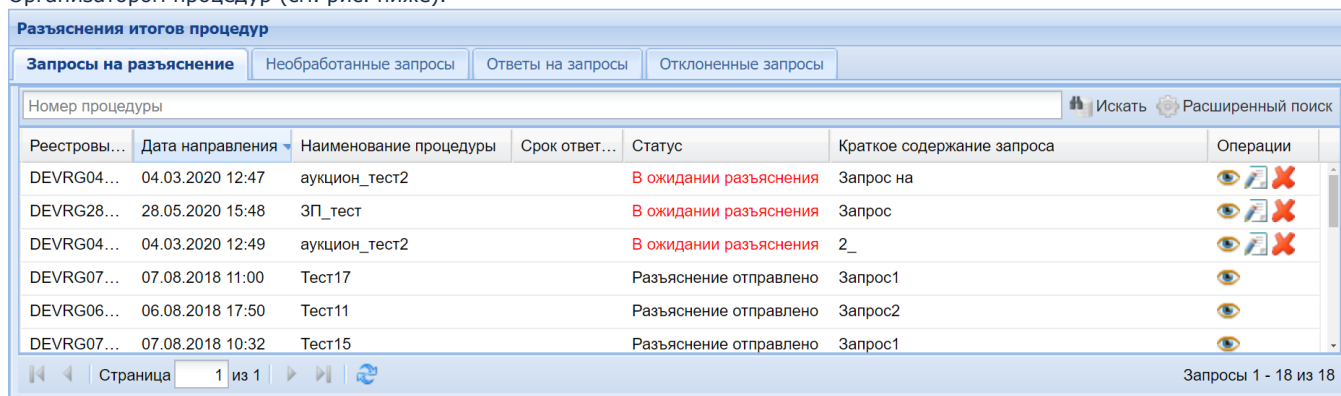 Организатором процедур (см. рис. ниже).
Разъяснения итогов процедур
Запросы на разъяснение Необработанные запросы Ответы на запросы Отклоненные запросы
Номер процедуры Искать Расширенный поиск
Реестровы... Дата направления Наименование процедуры Срок ответ... Статус Краткое содержание запроса Операции
DEVRG04... 04.03.2020 12:47 аукцион_тест2 В ожидании разъяснения Запрос на
DEVRG28... 28.05.2020 15:48 ЗП_тест В ожидании разъяснения Запрос
DEVRG04... 04.03.2020 12:49 аукцион_тест2 В ожидании разъяснения 2_
DEVRG07... 07.08.2018 11:00 Тест17 Разъяснение отправлено Запрос1
DEVRG06... 06.08.2018 17:50 Тест11 Разъяснение отправлено Запрос2
DEVRG07... 07.08.2018 10:32 Тест15 Разъяснение отправлено Запрос1
Страница 1 из 1 Запросы 1 - 18 из 18